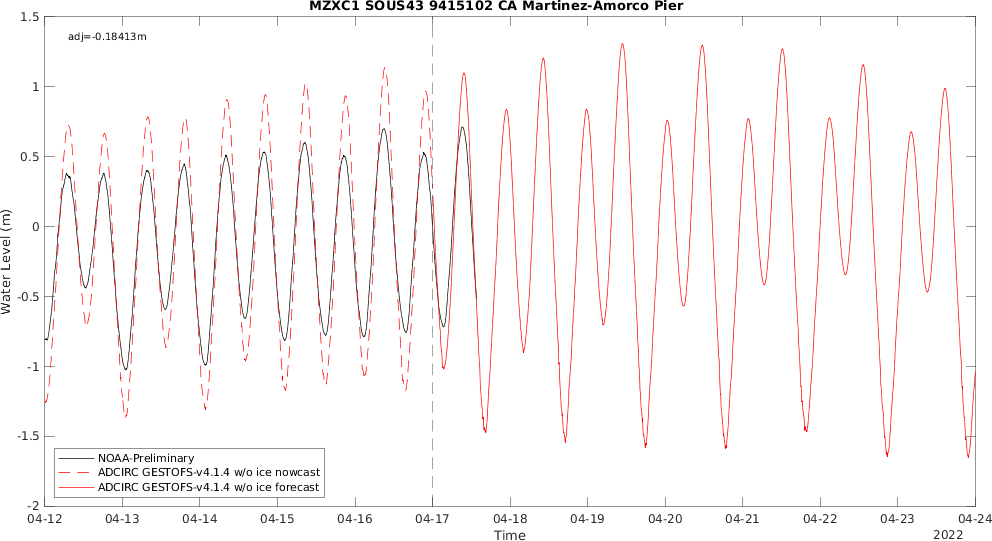 MZXC1 SOUS43 9415102 CA Martinez-Amorco Pier
adj=-0.18413m
1.5
1
0.5
0
-0.5
-1
-1.5
-2
Water Level (m)
NOAA-Preliminary
ADCIRC GESTOFS-v4.1.4 w/o ice nowcast
ADCIRC GESTOFS-v4.1.4 w/o ice forecast
04-12 04-13 04-14 04-15 04-16 04-17 04-18 04-19 04-20 04-21 04-22 04-23 04-24
Time
2022